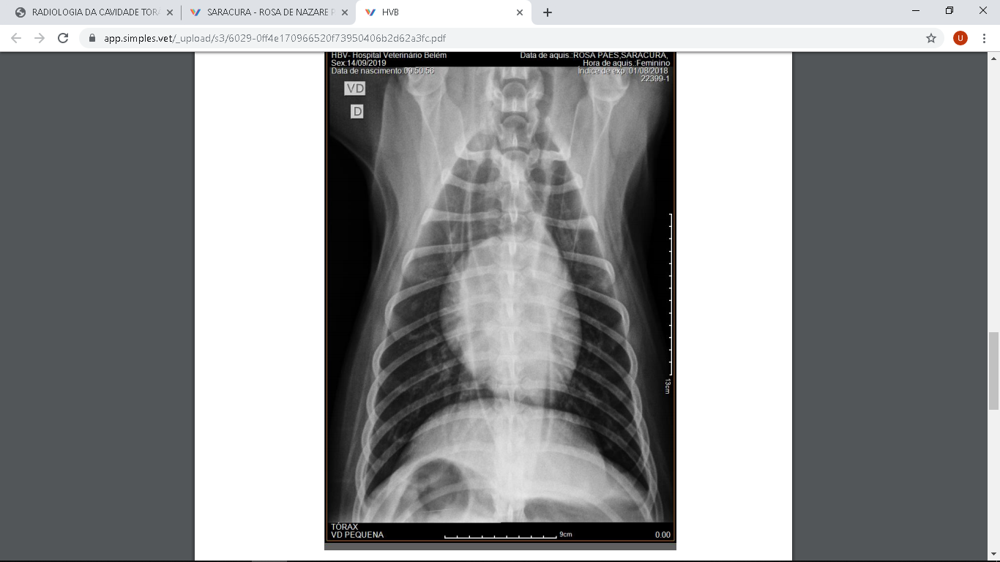 RADIOLOGIA DA CAVIDADE TOR
SARACURA - ROSA DE NAZARE P
HVB
app.simples.vet/_upload/s3/6029-0ff4e170966520f73950406b2d62a3fc.pdf
U
HBV- Hospital Veterinário Belém
Sex:14/09/2019
Data de nascimento:09:50:56
Data de aquis.:ROSA PAES,SARACURA,
Hora de aquis.:Feminino
Índice de exp.:01/08/2018
22399-1
VD
D
13cm
TÓRAX
VD PEQUENA
9cm
0.00